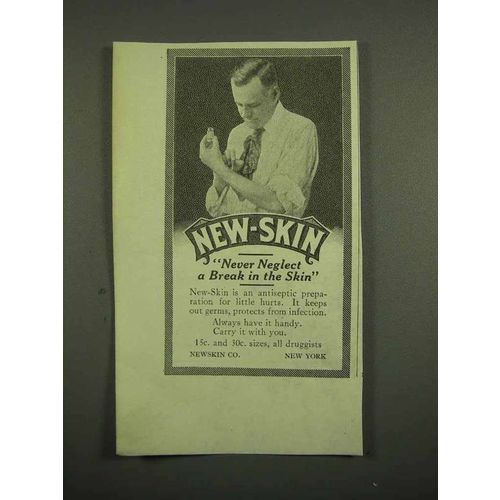 NEW-SKIN
"Never Neglect
a Break in the Skin"
New-Skin is an antiseptic prepa-
ration for little hurts. It keeps
out germs, protects from infection.
Always have it handy.
Carry it with you.
15c. and 30c. sizes, all druggists
NEWSKIN CO. NEW YORK